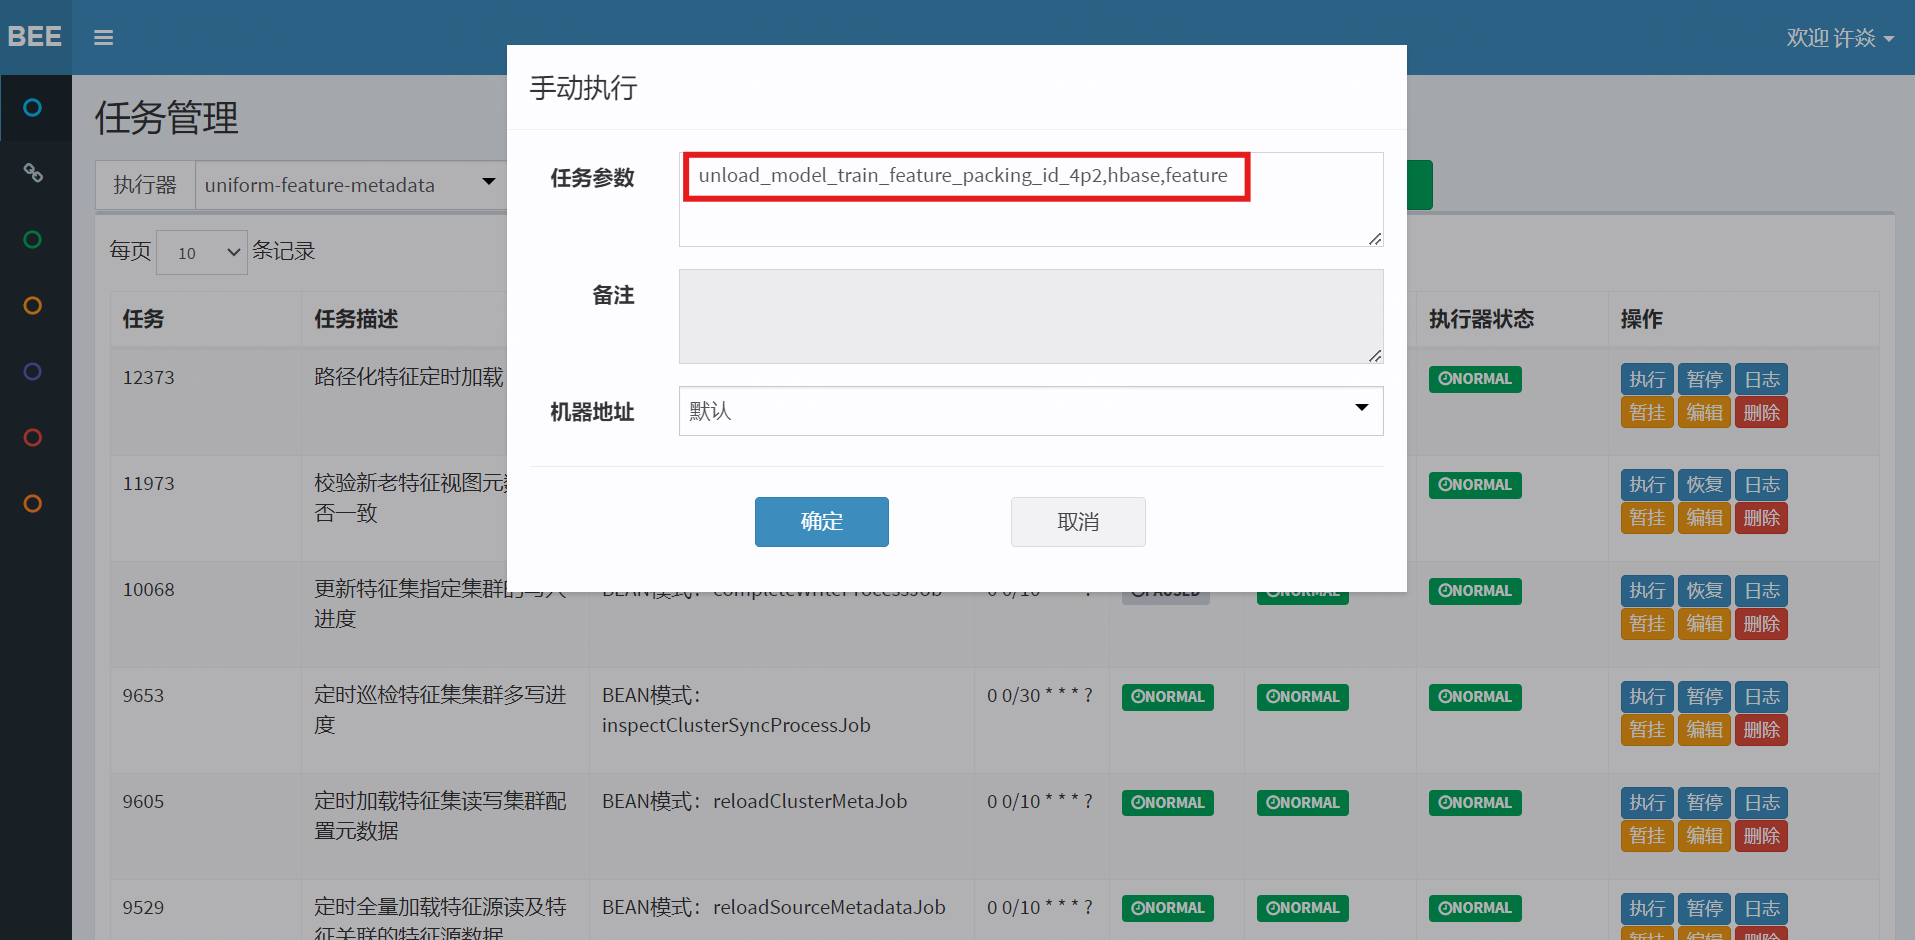 BEE
欢迎 许焱
手动执行
任务管理
任务参数
unload_model_train_feature_packing_id_4p2,hbase,feature
执行器
uniform-feature-metadata
每页 10 条记录
备注
机器地址
默认
确定
取消
任务 任务描述 执行器状态 操作
12373 路径化特征定时加载 NORMAL 执行 暂停 日志
暂挂 编辑 删除
11973 校验新老特征视图元 NORMAL 执行 恢复 日志
否一致 暂挂 编辑 删除
10068 更新特征集指定集群的写入 BEAN模式：completeWriterProcessJob 0 0/10 ? PAUSED NORMAL NORMAL 执行 恢复 日志
进度 暂挂 编辑 删除
9653 定时巡检特征集集群多写进 BEAN模式： 0 0/30 * * * ? NORMAL NORMAL NORMAL 执行 暂停 日志
度 inspectClusterSyncProcessJob 暂挂 编辑 删除
9605 定时加载特征集读写集群配 BEAN模式：reloadClusterMetaJob 0 0/10 * * * ? NORMAL NORMAL NORMAL 执行 暂停 日志
置元数据 暂挂 编辑 删除
9529 定时全量加载特征源读及特 BEAN模式：reloadSourceMetadataJob 0 0/10 * * * ? NORMAL NORMAL NORMAL 执行 暂停 日志
征关联的特征源数据 暂挂 编辑 删除